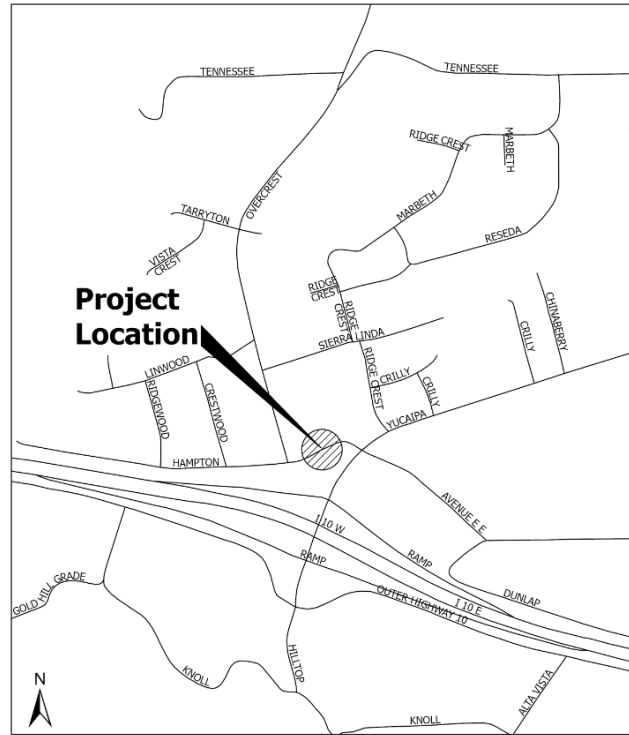 TENNESSEE
TENNESSEE
RIDGE CREST
MARBETH
OVERCREST
TARRYTON
MARBETH
RESEDA
VISTA
CREST
RIDGE
CREST
Project
Location
RIDGE
CREST
SIERRA LINDA
CHINABERRY
CRILLY
LINWOOD
RIDGEWOOD
CRESTWOOD
RIDGE CREST
CRILLY
CRILLY
YUCAIPA
HAMPTON
AVENUE E E
I 10 W
RAMP
RAMP
DUNLAP
I 10 E
OUTER HIGHWAY 10
GOLD HILL GRADE
KNOLL
HILLTOP
ALTA VISTA
KNOLL
N